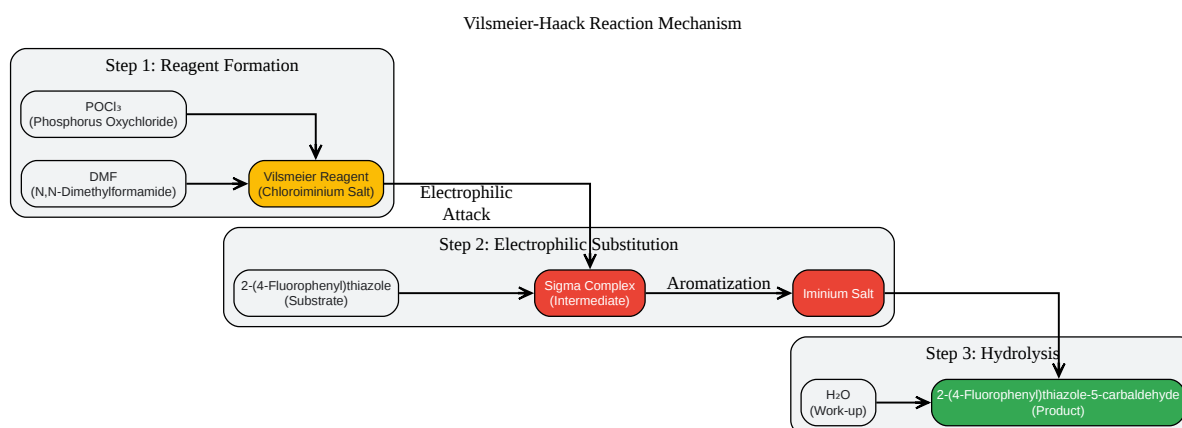 Vilsmeier-Haack Reaction Mechanism
Step 1: Reagent Formation
POCl₃
(Phosphorus Oxychloride)
DMF
(N,N-Dimethylformamide)
Vilsmeier Reagent
(Chloroiminium Salt)
Electrophilic
Attack
Step 2: Electrophilic Substitution
2-(4-Fluorophenyl)thiazole
(Substrate)
Sigma Complex
(Intermediate)
Aromatization
Iminium Salt
Step 3: Hydrolysis
H₂O
(Work-up)
2-(4-Fluorophenyl)thiazole-5-carbaldehyde
(Product)